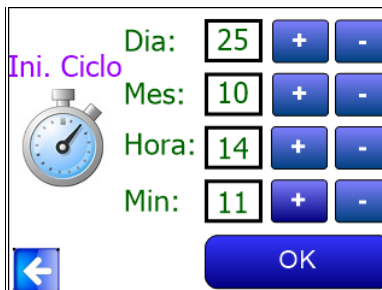 Dia: 25 + -
Ini. Ciclo
Mes: 10 + -
Hora: 14 + -
Min: 11 + -
OK